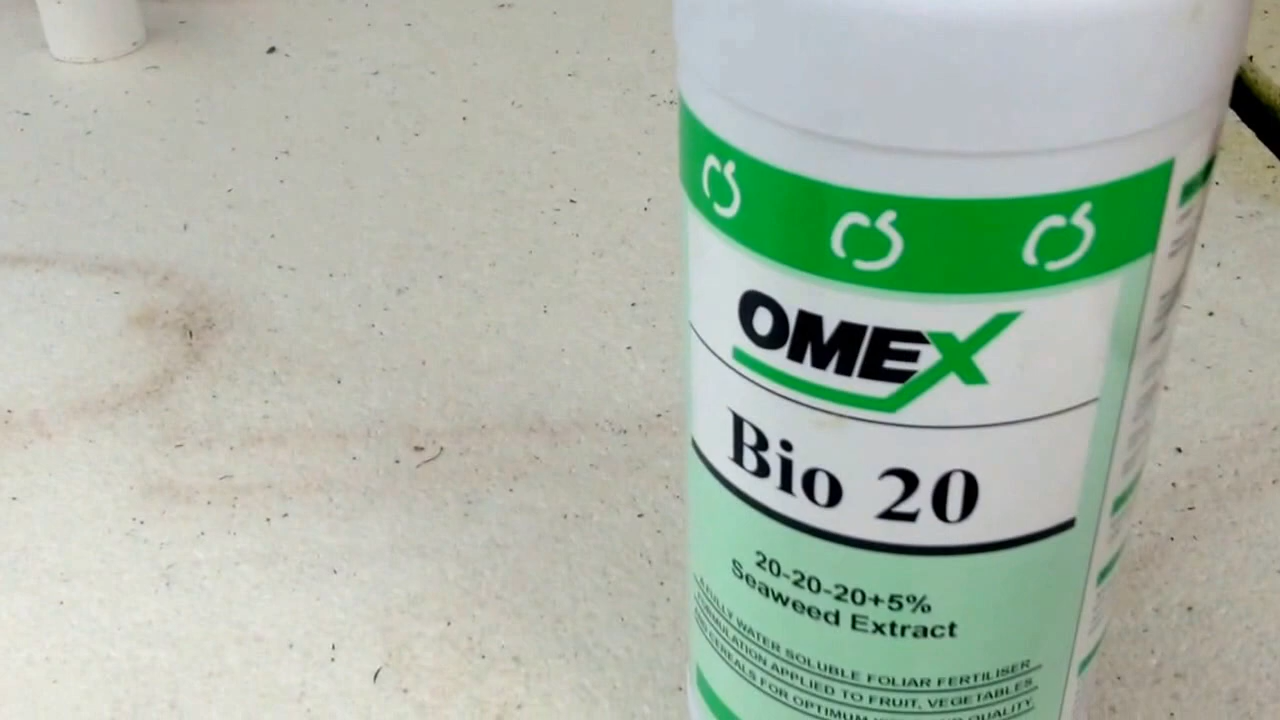 OMEX
Bio 20
20-20-20+5%
Seaweed Extract
A FULLY WATER SOLUBLE FOLIAR FERTILISER
FORMULATION APPLIED TO FRUIT, VEGETABLES
CEREALS FOR OPTIMUM QUALITY.